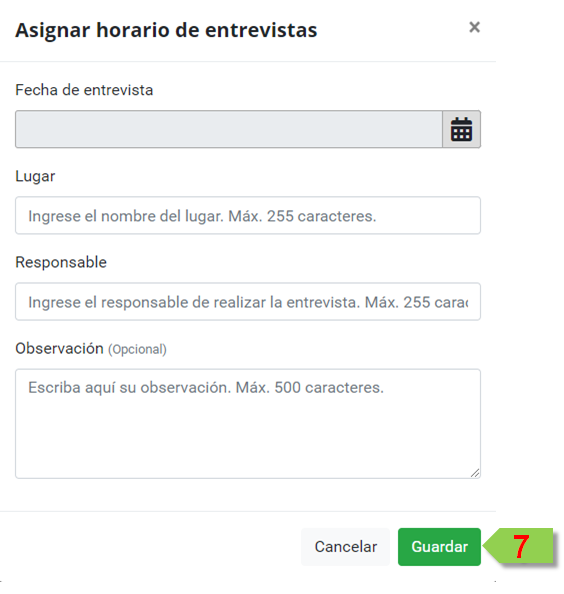 Asignar horario de entrevistas ×
Fecha de entrevista
Lugar
Ingrese el nombre del lugar. Máx. 255 caracteres.
Responsable
Ingrese el responsable de realizar la entrevista. Máx. 255 carac
Observación (Opcional)
Escriba aquí su observación. Máx. 500 caracteres.
Cancelar Guardar 7